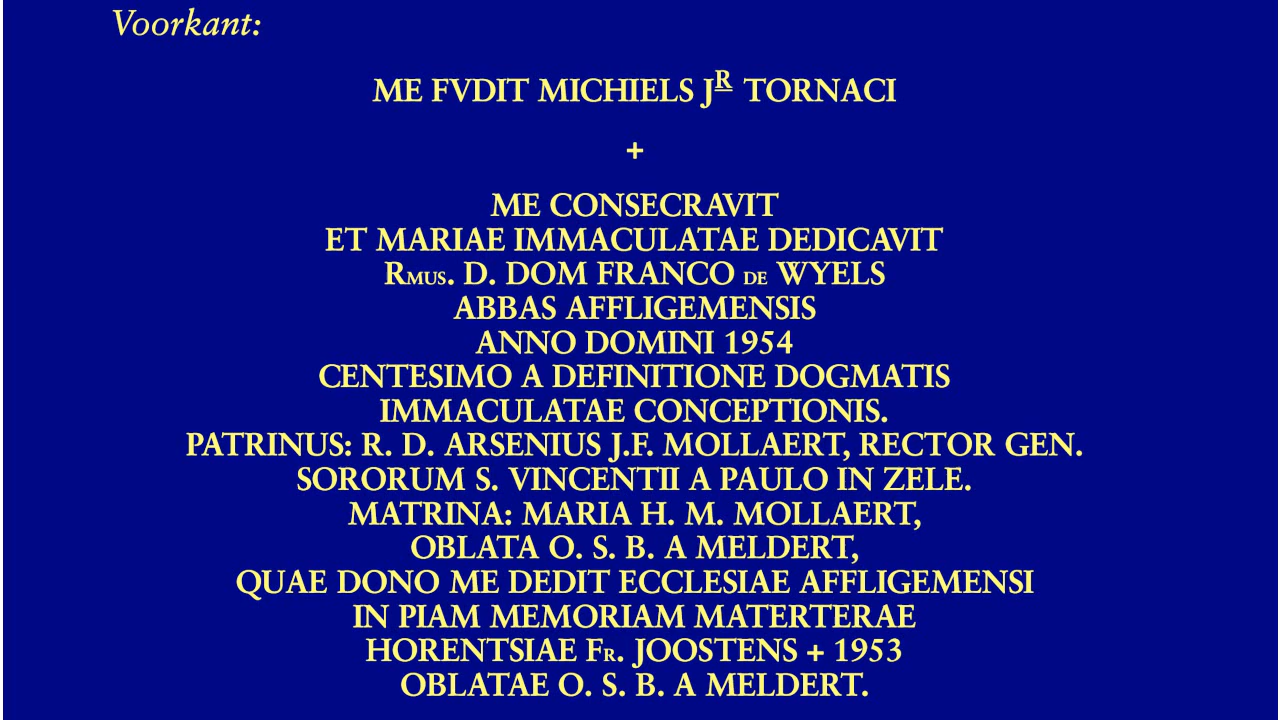 Voorkant:
ME FVDIT MICHIELS JR TORNACI
+
ME CONSECRAVIT
ET MARIAE IMMACULATAE DEDICAVIT
RMUS. D. DOM FRANCO DE WYELS
ABBAS AFFLIGEMENSIS
ANNO DOMINI 1954
CENTESIMO A DEFINITIONE DOGMATIS
IMMACULATAE CONCEPTIONIS.
PATRINUS: R. D. ARSENIUS J.F. MOLLAERT, RECTOR GEN.
SORORUM S. VINCENTII A PAULO IN ZELE.
MATRINA: MARIA H. M. MOLLAERT,
OBLATA O. S. B. A MELDERT,
QUAE DONO ME DEDIT ECCLESIAE AFFLIGEMENSI
IN PIAM MEMORIAM MATERTERAE
HORENTSIAE FR. JOOSTENS + 1953
OBLATAE O. S. B. A MELDERT.